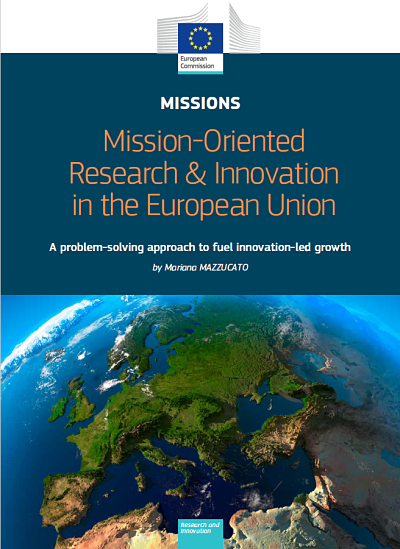 European
Commission
MISSIONS
Mission-Oriented
Research & Innovation
in the European Union
A problem-solving approach to fuel innovation-led growth
by Mariana MAZZUCATO
Research and
Innovation